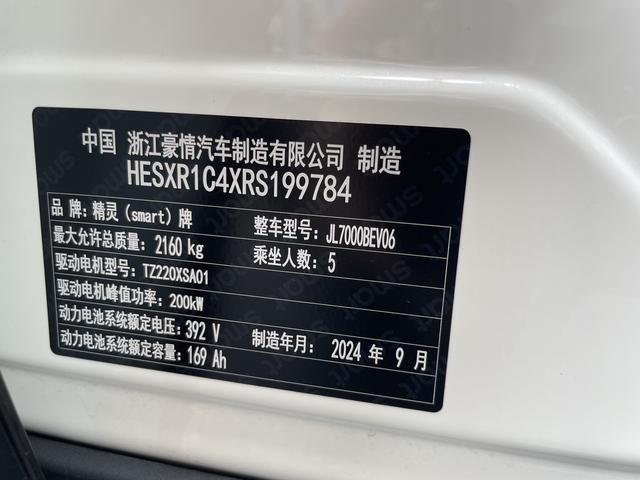 中国 浙江豪情汽车制造有限公司 制造
HESXR1C4XRS199784
品 牌:精灵(smart)牌 整车型号:JL7000BEV06
最大允许总质量:2160 kg 乘坐人数:5
驱动电机型号:TZ220XSA01
驱动电机峰值功率:200kW
动力电池系统额定电压:392 V
动力电池系统额定容量:169 Ah 制造年月: 2024 年 9 月